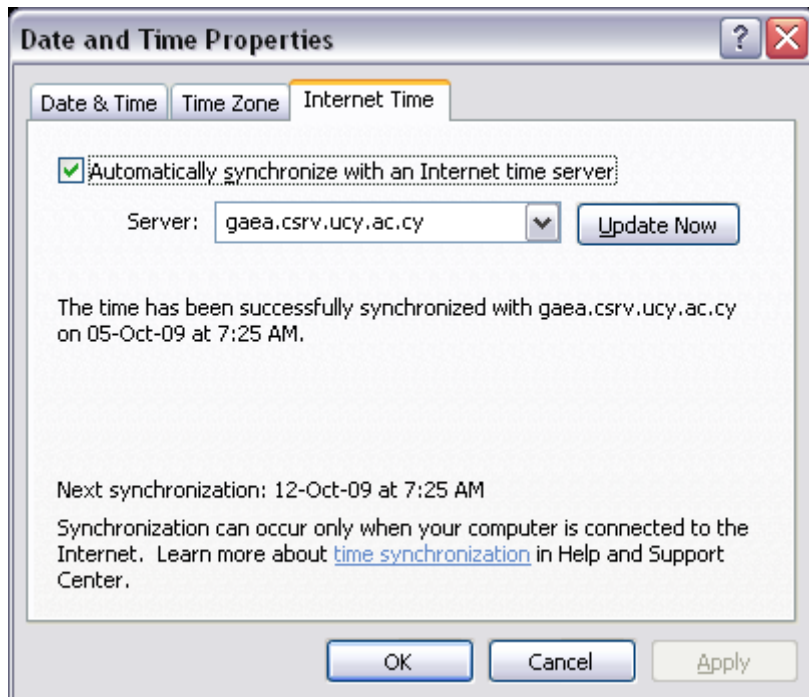 Date and Time Properties
Date & Time Time Zone Internet Time
Automatically synchronize with an Internet time server
Server: gaea.csrv.ucy.ac.cy Update Now
The time has been successfully synchronized with gaea.csrv.ucy.ac.cy
on 05-Oct-09 at 7:25 AM.
Next synchronization: 12-Oct-09 at 7:25 AM
Synchronization can occur only when your computer is connected to the
Internet. Learn more about time synchronization in Help and Support
Center.
OK Cancel Apply